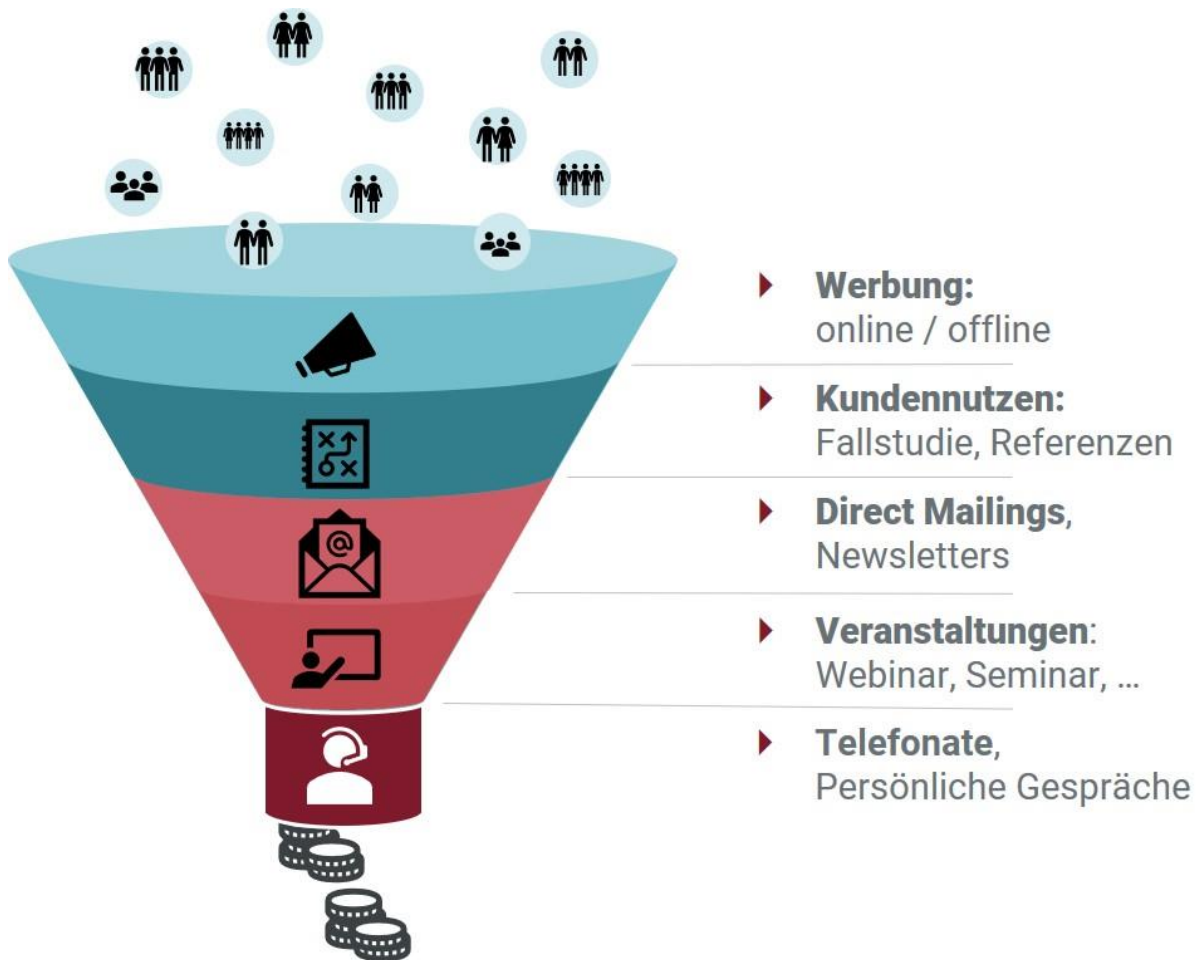 Werbung:
online / offline
Kundennutzen:
Fallstudie, Referenzen
Direct Mailings,
Newsletters
Veranstaltungen:
Webinar, Seminar, ...
Telefonate,
Persönliche Gespräche